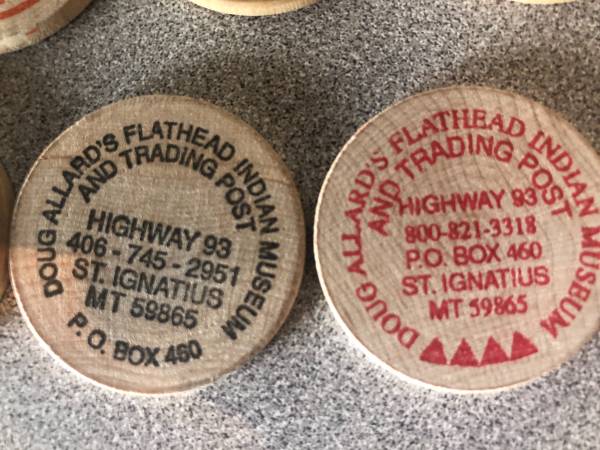 DOUG ALLARD'S FLATHEAD INDIAN MUSEUM
AND TRADING POST
HIGHWAY 93
406-745-2951
ST. IGNATIUS
MT 59865
P.O. BOX 460
DOUG ALLARD'S FLATHEAD INDIAN MUSEUM
AND TRADING POST
HIGHWAY 93
800-821-3318
P.O. BOX 460
ST. IGNATIUS
MT 59865